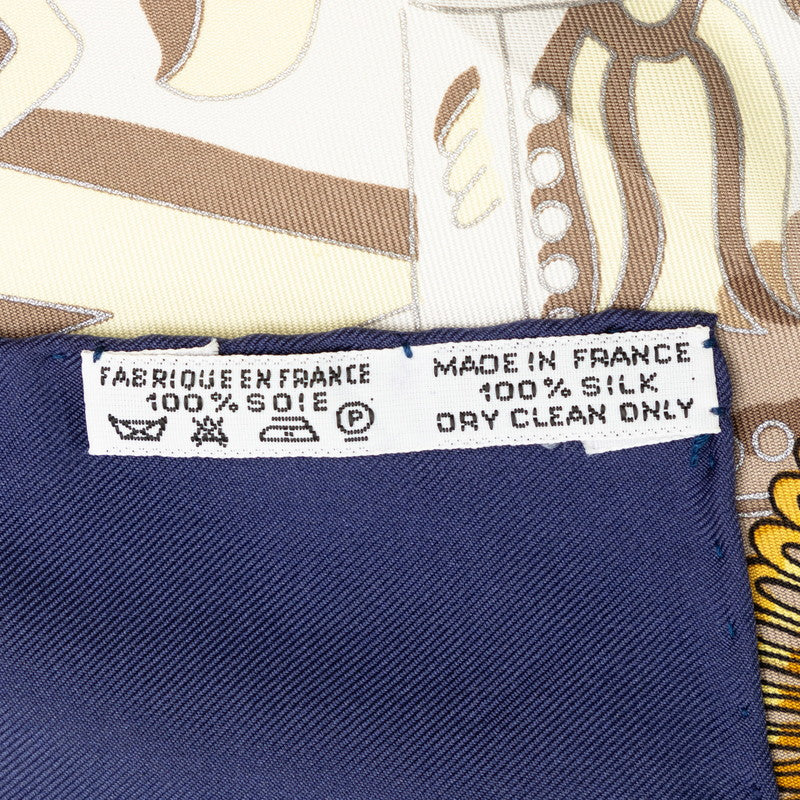 FABRIQUE EN FRANCE
100% SOIE
P
MADE IN FRANCE
100% SILK
DRY CLEAN ONLY